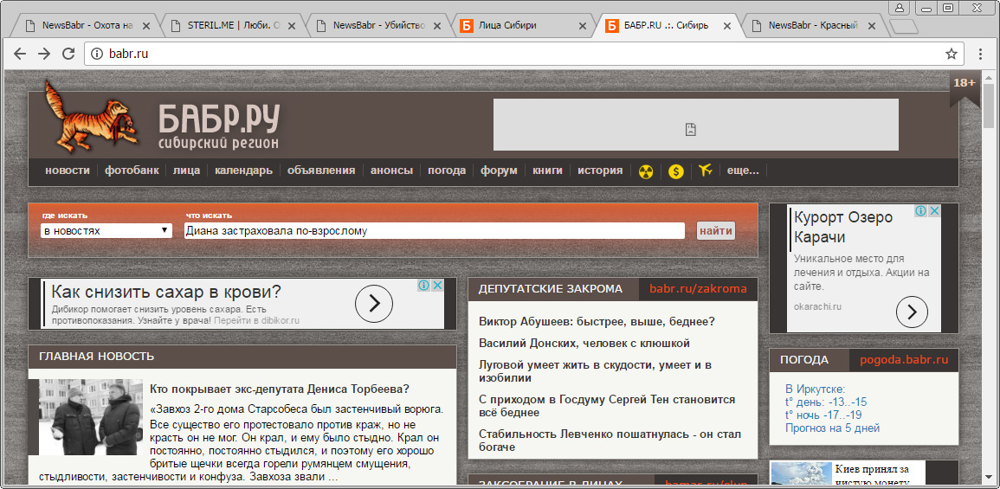 NewsBabr - Охота на
STERIL.ME | Люби. О
NewsBabr - Убийство
Лица Сибири
БАБР.RU .:. Сибирь
NewsBabr - Красный
babr.ru
18+
БАБР.РУ
сибирский регион
новости фотобанк лица календарь объявления анонсы погода форум книги история еще...
где искать что искать
в новостях Диана застраховала по-взрослому найти
Как снизить сахар в крови?
Дибикор помогает снизить уровень сахара. Есть
противопоказания. Узнайте у врача! Перейти в dibikor.ru
ГЛАВНАЯ НОВОСТЬ
Кто покрывает экс-депутата Дениса Торбеева?
«Завхоз 2-го дома Старсобеса был застенчивый ворюга.
Все существо его протестовало против краж, но не
красть он не мог. Он крал, и ему было стыдно. Крал он
постоянно, постоянно стыдился, и поэтому его хорошо
бритые щечки всегда горели румянцем смущения,
стыдливости, застенчивости и конфуза. Завхоза звали ...
ДЕПУТАТСКИЕ ЗАКРОМА babr.ru/zakroma
Виктор Абушеев: быстрее, выше, беднее?
Василий Донских, человек с клюшкой
Луговой умеет жить в скудости, умеет и в
изобилии
С приходом в Госдуму Сергей Тен становится
всё беднее
Стабильность Левченко пошатнулась - он стал
богаче
ЗАКСОБРАНИЕ В ЛИЦАХ
Курорт Озеро
Карачи
Уникальное место для
лечения и отдыха. Акции на
сайте.
okarachi.ru
ПОГОДА pogoda.babr.ru
В Иркутске:
t° день: -13..-15
t° ночь -17..-19
Прогноз на 5 дней
Киев принял за
чистую монету